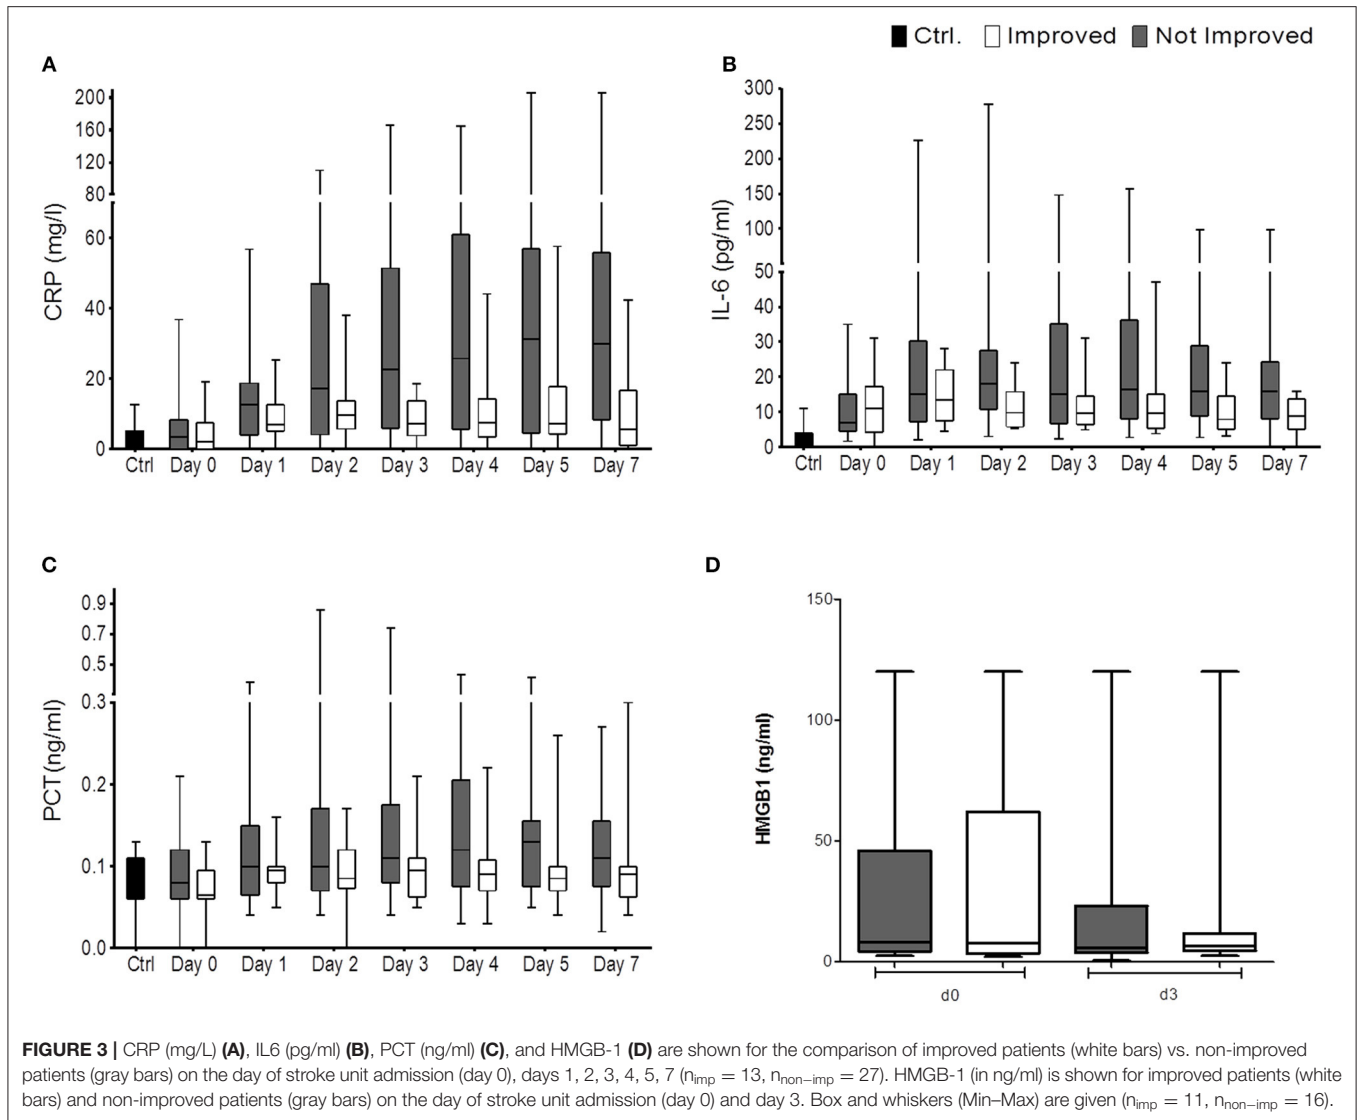 Ctrl. Improved Not Improved
A
CRP (mg/l)
200
160
120
80
60
40
20
0
Ctrl Day 0 Day 1 Day 2 Day 3 Day 4 Day 5 Day 7
B
IL-6 (pg/ml)
300
250
200
150
100
50
40
30
20
10
0
Ctrl Day 0 Day 1 Day 2 Day 3 Day 4 Day 5 Day 7
C
PCT(ng/ml)
0.9
0.7
0.5
0.3
0.2
0.1
0.0
Ctrl Day 0 Day 1 Day 2 Day 3 Day 4 Day 5 Day 7
D
HMGB1 (ng/ml)
150
100
50
0
d0 d3
FIGURE 3 | CRP (mg/L) (A), IL6 (pg/ml) (B), PCT (ng/ml) (C), and HMGB-1 (D) are shown for the comparison of improved patients (white bars) vs. non-improved
patients (gray bars) on the day of stroke unit admission (day 0), days 1, 2, 3, 4, 5, 7 (nimp = 13, nnon−imp = 27). HMGB-1 (in ng/ml) is shown for improved patients (white
bars) and non-improved patients (gray bars) on the day of stroke unit admission (day 0) and day 3. Box and whiskers (Min–Max) are given (nimp = 11, nnon−imp = 16).